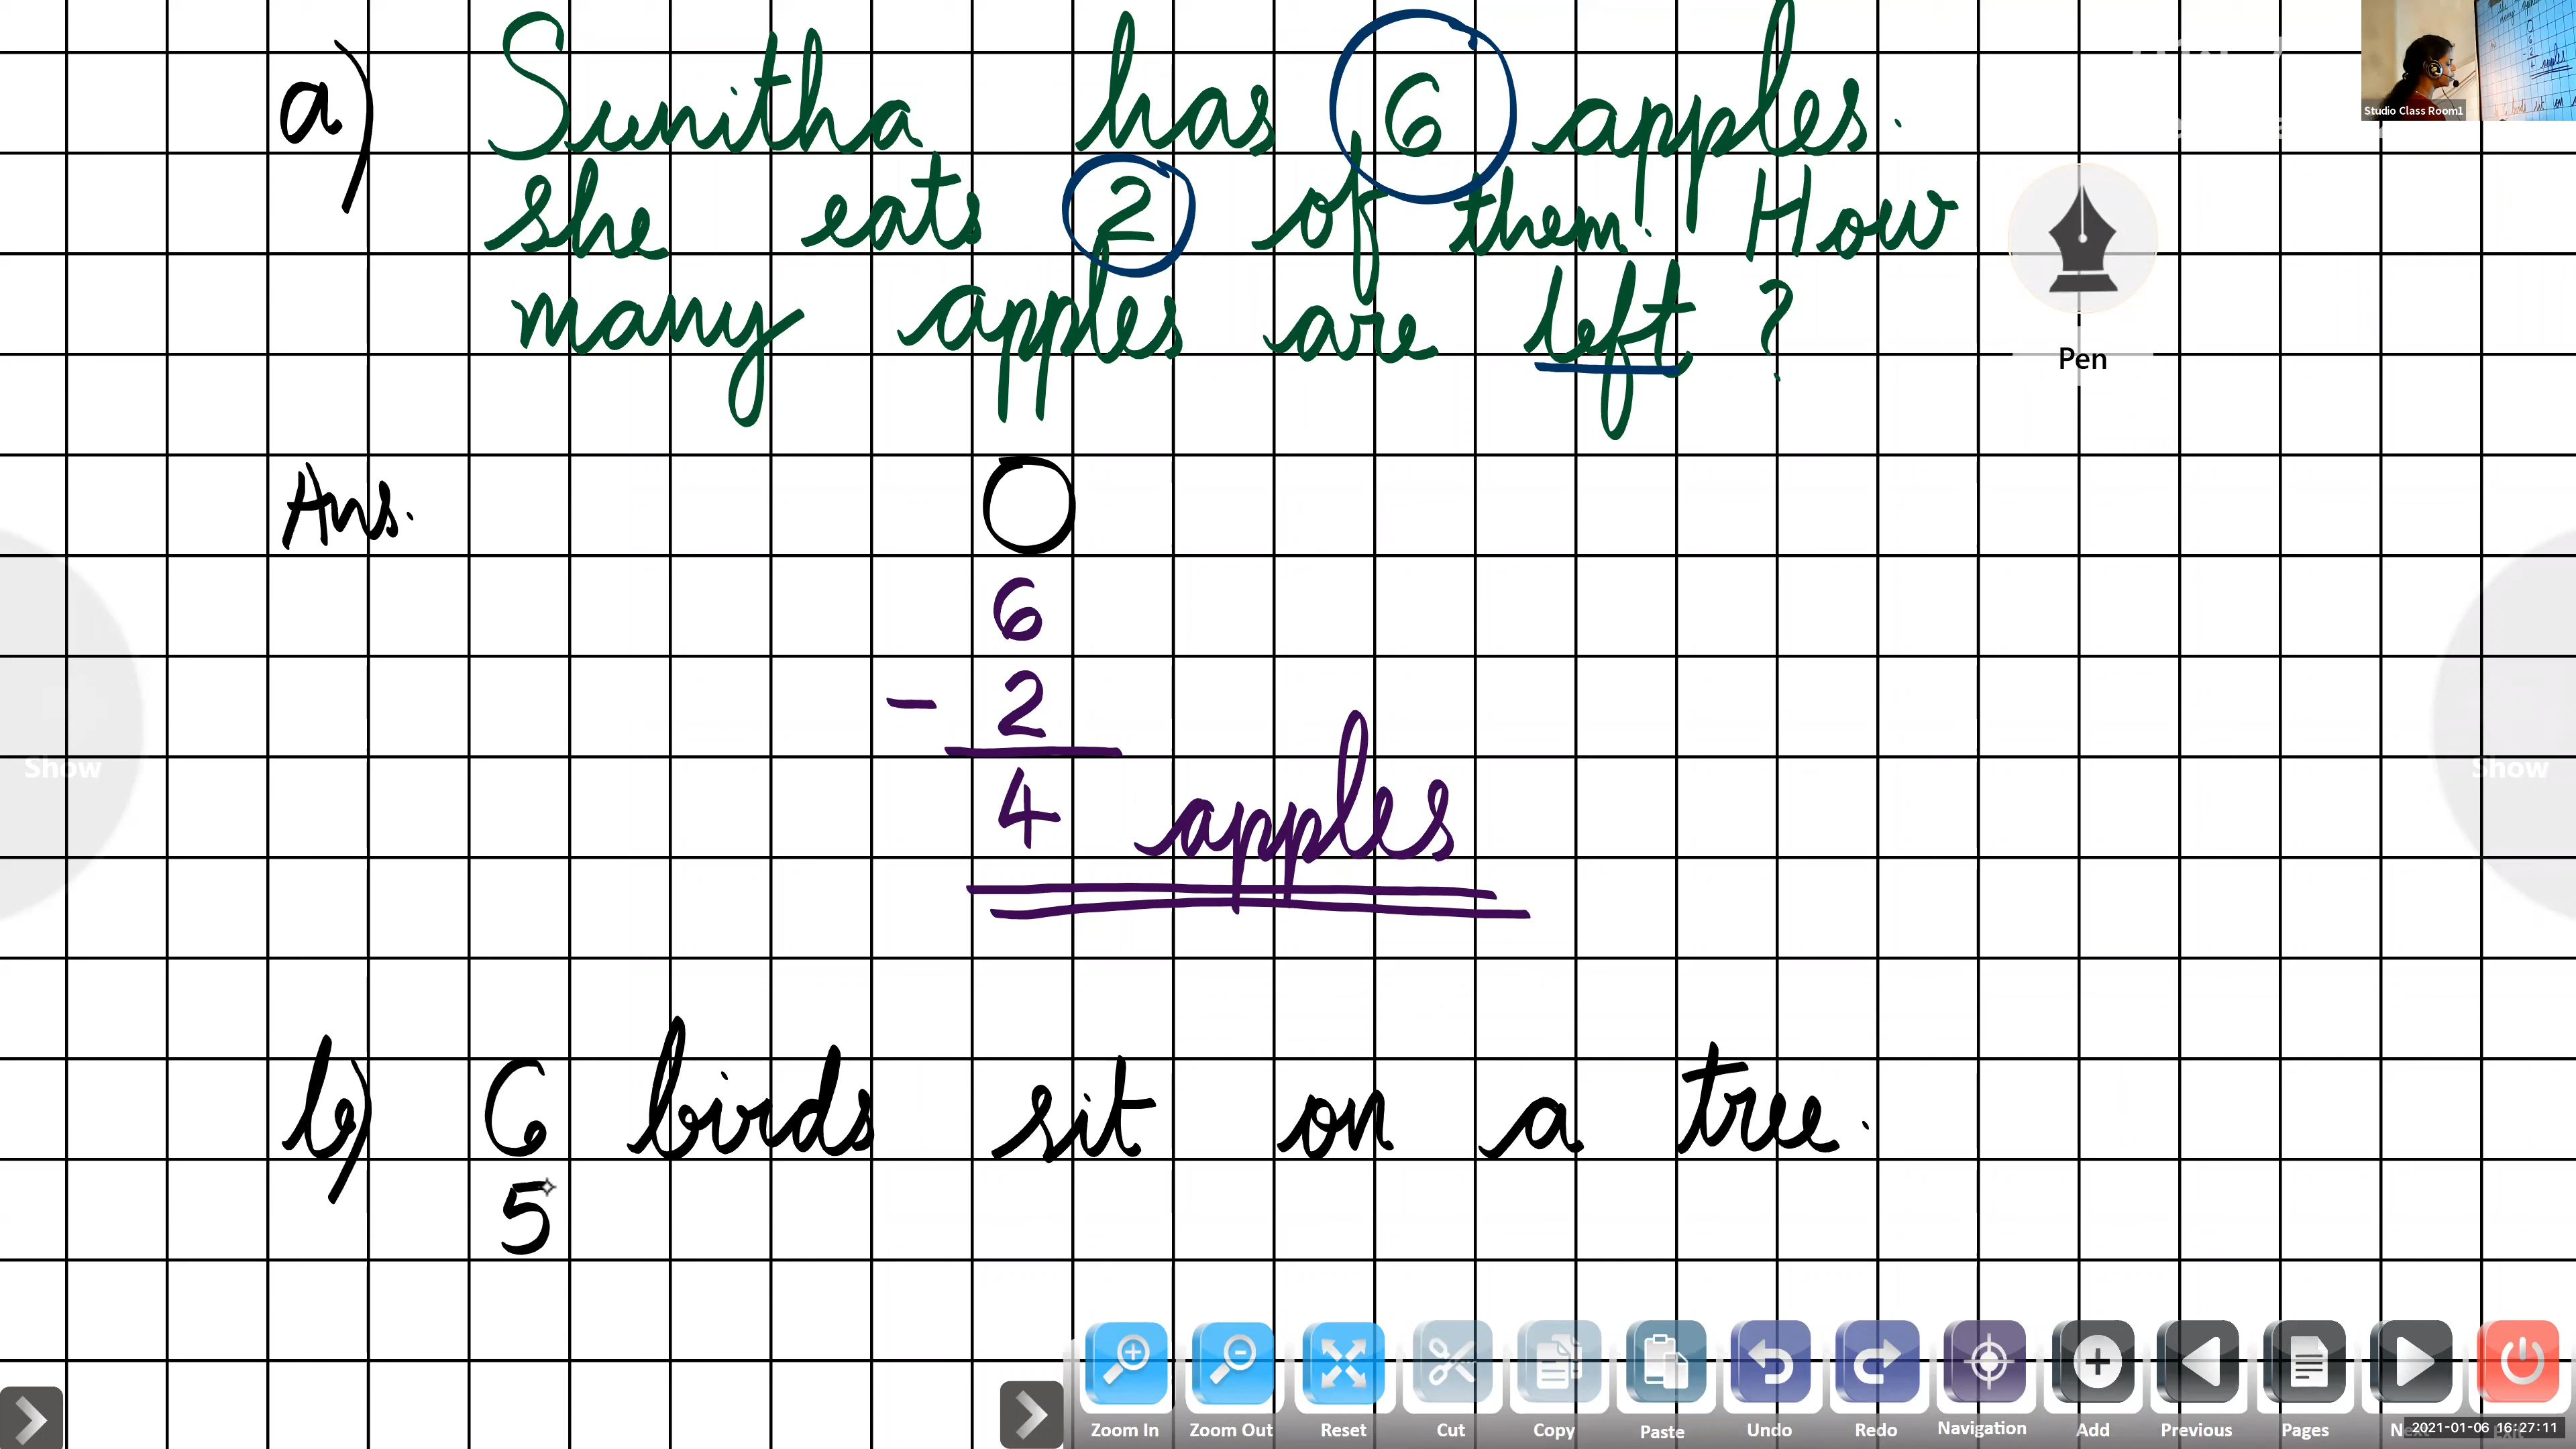 a) Sunitha has 6 apples.
she eats 2 of them. How
many apples are left ?
Ans. O
6
- 2
4 apples
b) 6 birds sit on a tree.
5
Studio Class Room1
Pen
Show
Show
Zoom In Zoom Out Reset Cut Copy Paste Undo Redo Navigation Add Previous Pages
2021-01-06 16:27:11